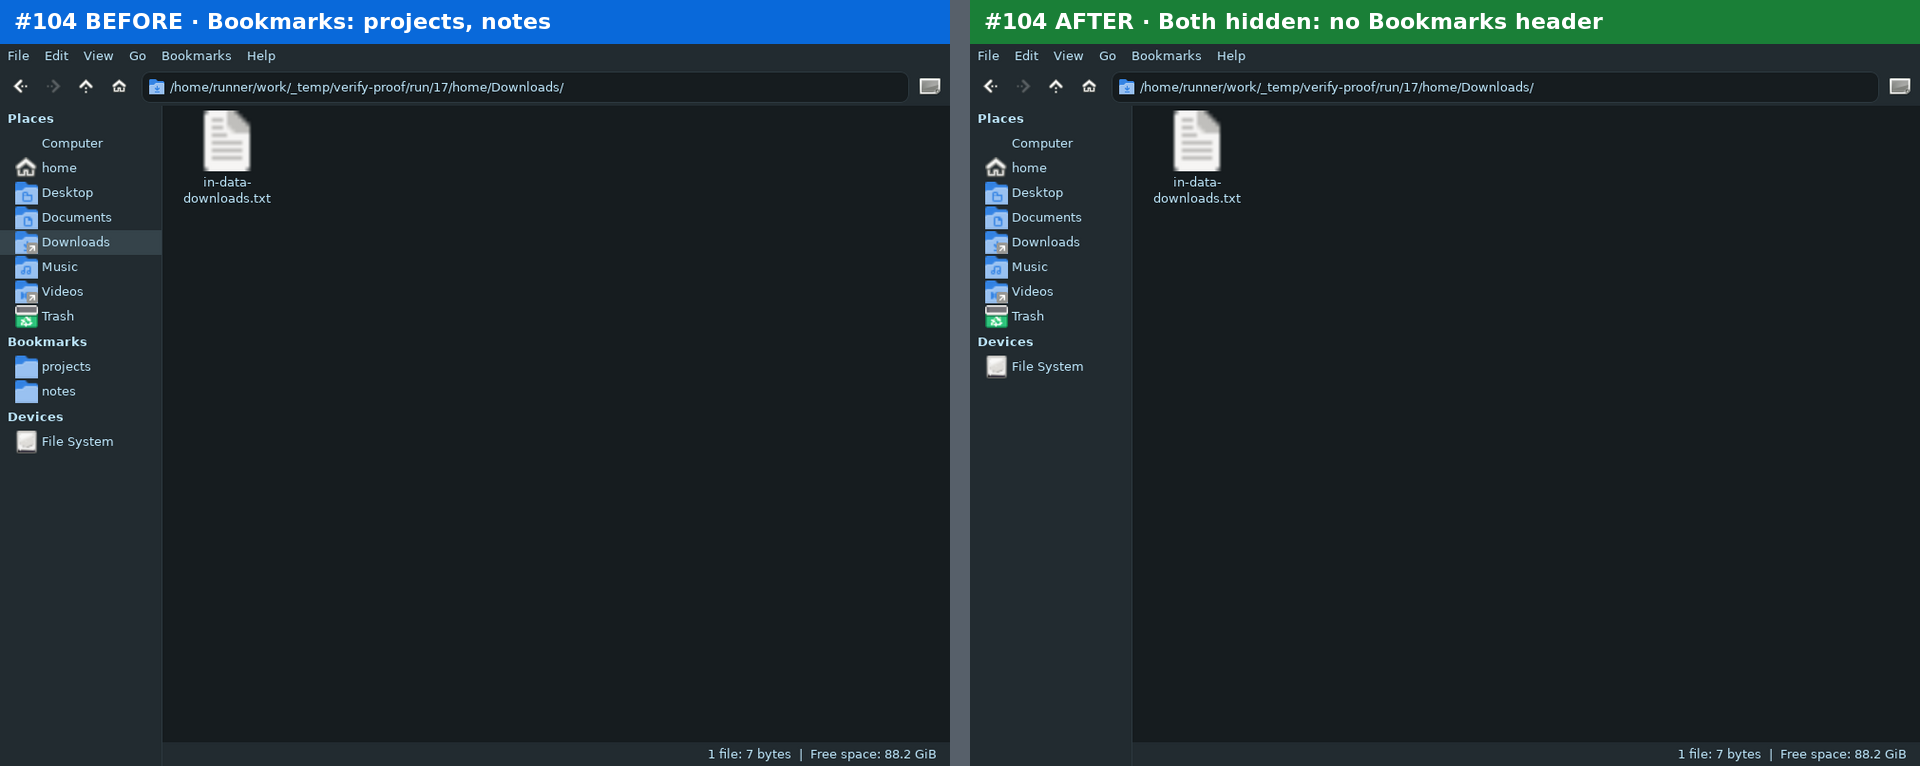 #104 BEFORE · Bookmarks: projects, notes
File Edit View Go Bookmarks Help
/home/runner/work/_temp/verify-proof/run/17/home/Downloads/
Places
Computer
home
Desktop
Documents
Downloads
Music
Videos
Trash
Bookmarks
projects
notes
Devices
File System
in-data-
downloads.txt
1 file: 7 bytes | Free space: 88.2 GiB
#104 AFTER · Both hidden: no Bookmarks header
File Edit View Go Bookmarks Help
/home/runner/work/_temp/verify-proof/run/17/home/Downloads/
Places
Computer
home
Desktop
Documents
Downloads
Music
Videos
Trash
Devices
File System
in-data-
downloads.txt
1 file: 7 bytes | Free space: 88.2 GiB